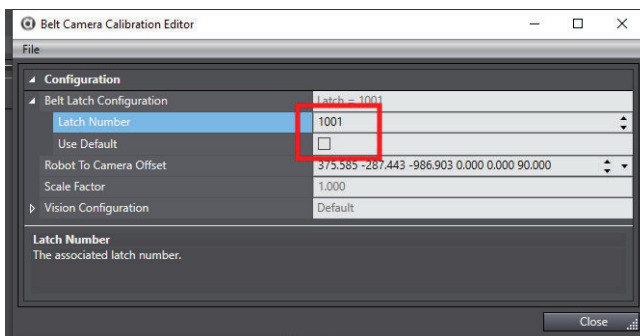 Belt Camera Calibration Editor
File
Configuration
Belt Latch Configuration Latch = 1001
Latch Number 1001
Use Default
Robot To Camera Offset 375.585 -287.443 -986.903 0.000 0.000 90.000
Scale Factor 1.000
Vision Configuration Default
Latch Number
The associated latch number.
Close